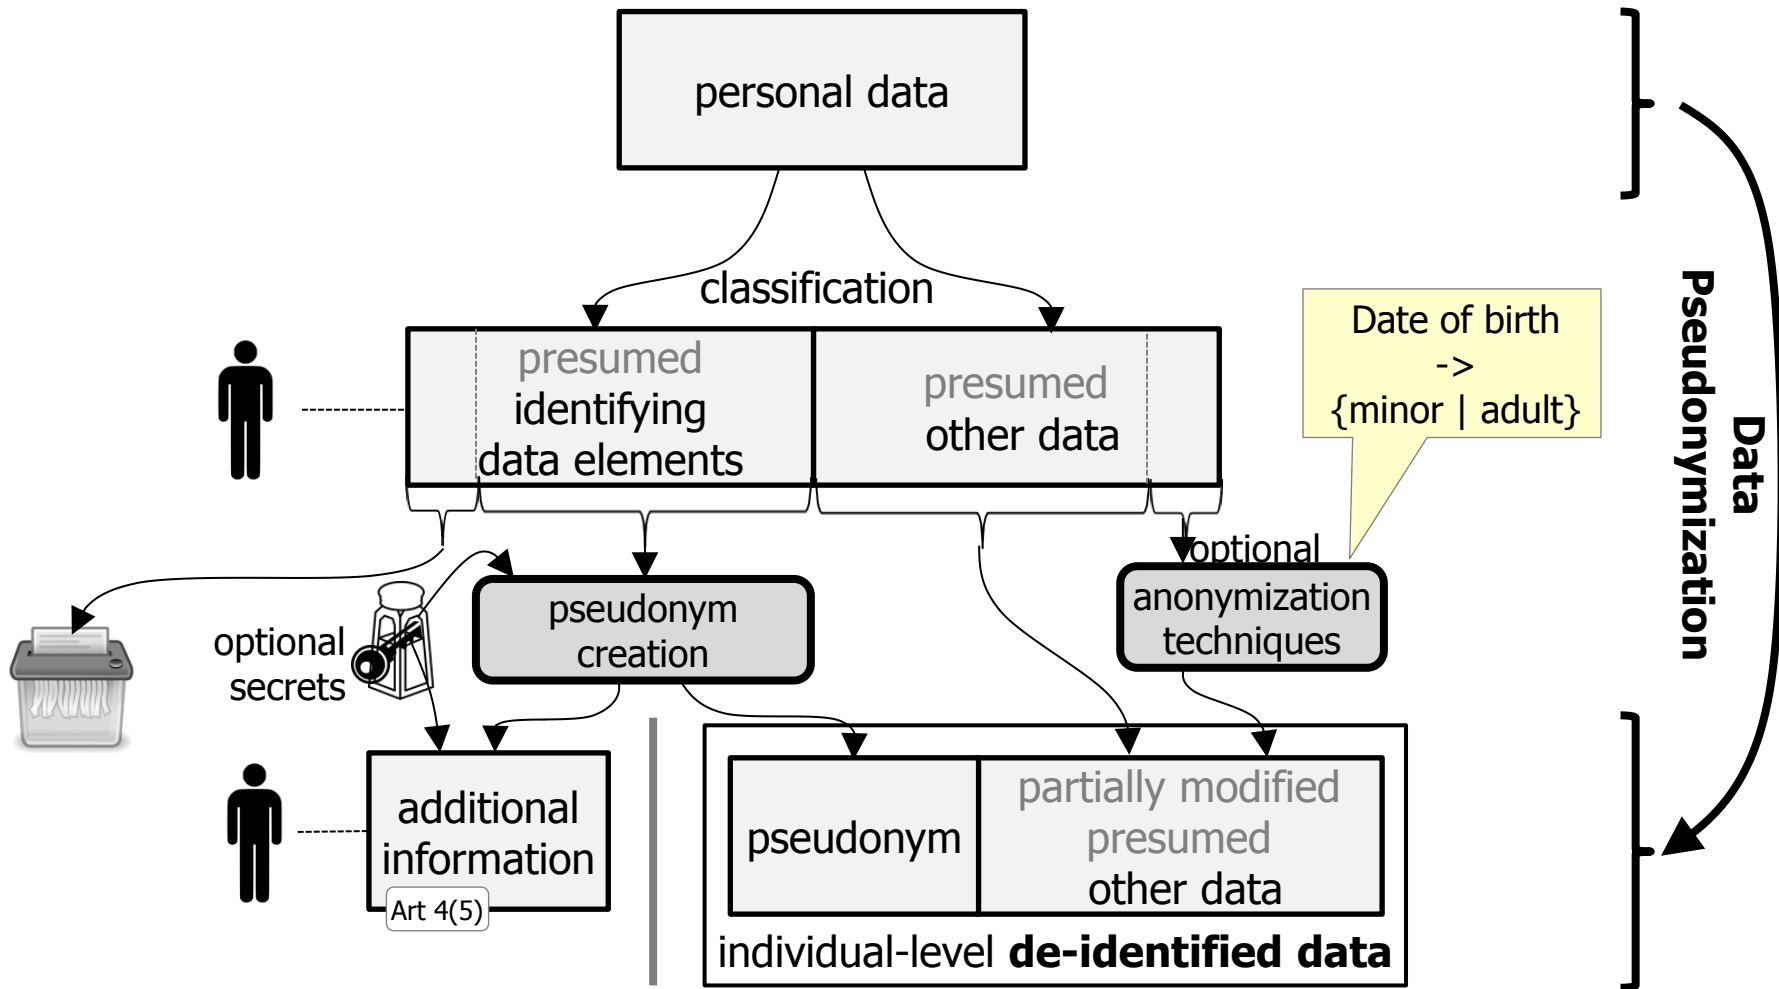 personal data
classification
presumed
identifying
data elements
presumed
other data
Date of birth
->
{minor | adult}
Data
Pseudonymization
optional
anonymization
techniques
pseudonym
creation
optional
secrets
additional
information
Art 4(5)
pseudonym
partially modified
presumed
other data
individual-level de-identified data